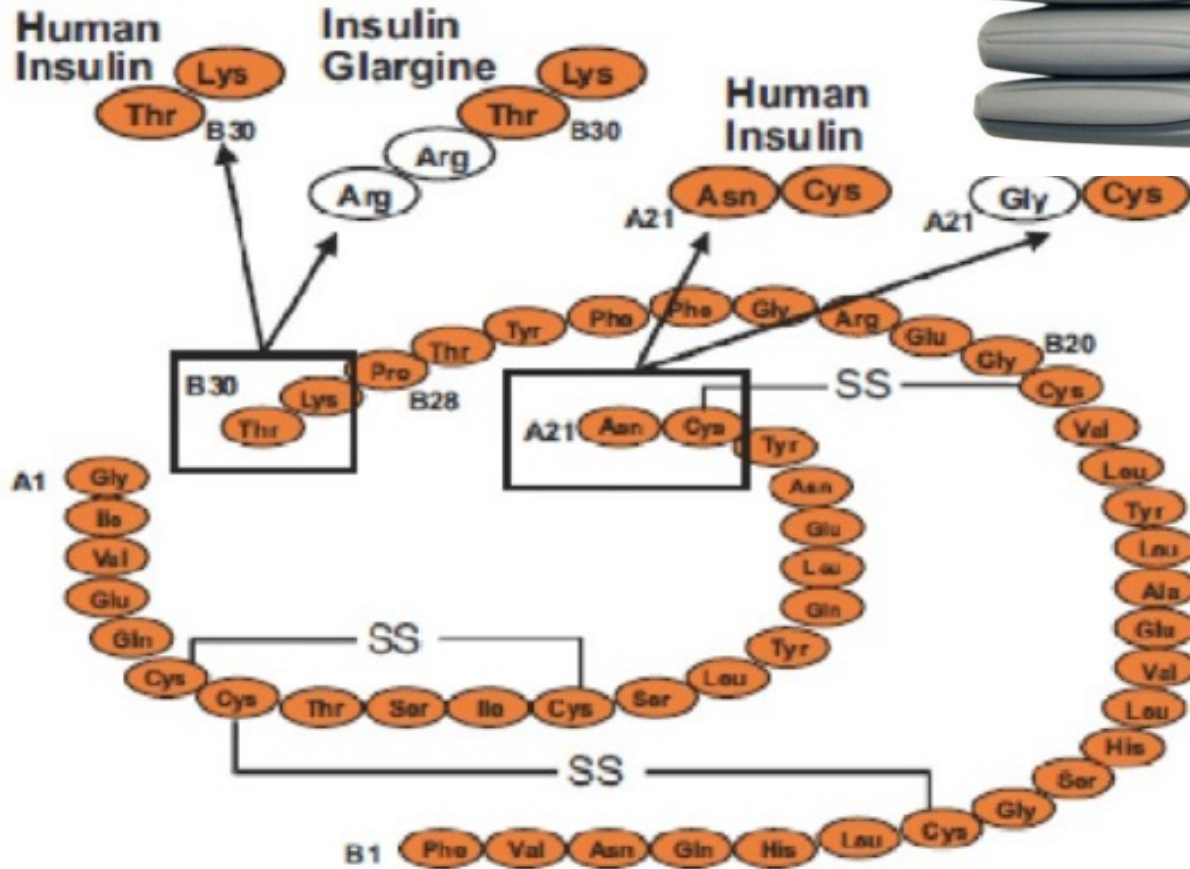 Human
Insulin
Lys
Thr
B30
Insulin
Glargine
Lys
Thr
B30
Arg
Arg
Human
Insulin
Asn Cys
A21
Gly Cys
A21
B30
Thr Lys Pro Thr Tyr Phe Phe Gly Arg Glu Gly
B28
B20
Cys
Val
Leu
Tyr
Leu
Ala
Glu
Val
Leu
His
Ser
Gly
Cys
Leu
His
Gln
Asn
Val
Phe
B1
SS
A21 Asn Cys
Tyr
Asn
Glu
Leu
Gln
Tyr
Leu
Ser
Cys
Ile
Ser
Thr
Cys
Cys
Gln
Glu
Val
Ile
Gly
A1
SS
SS